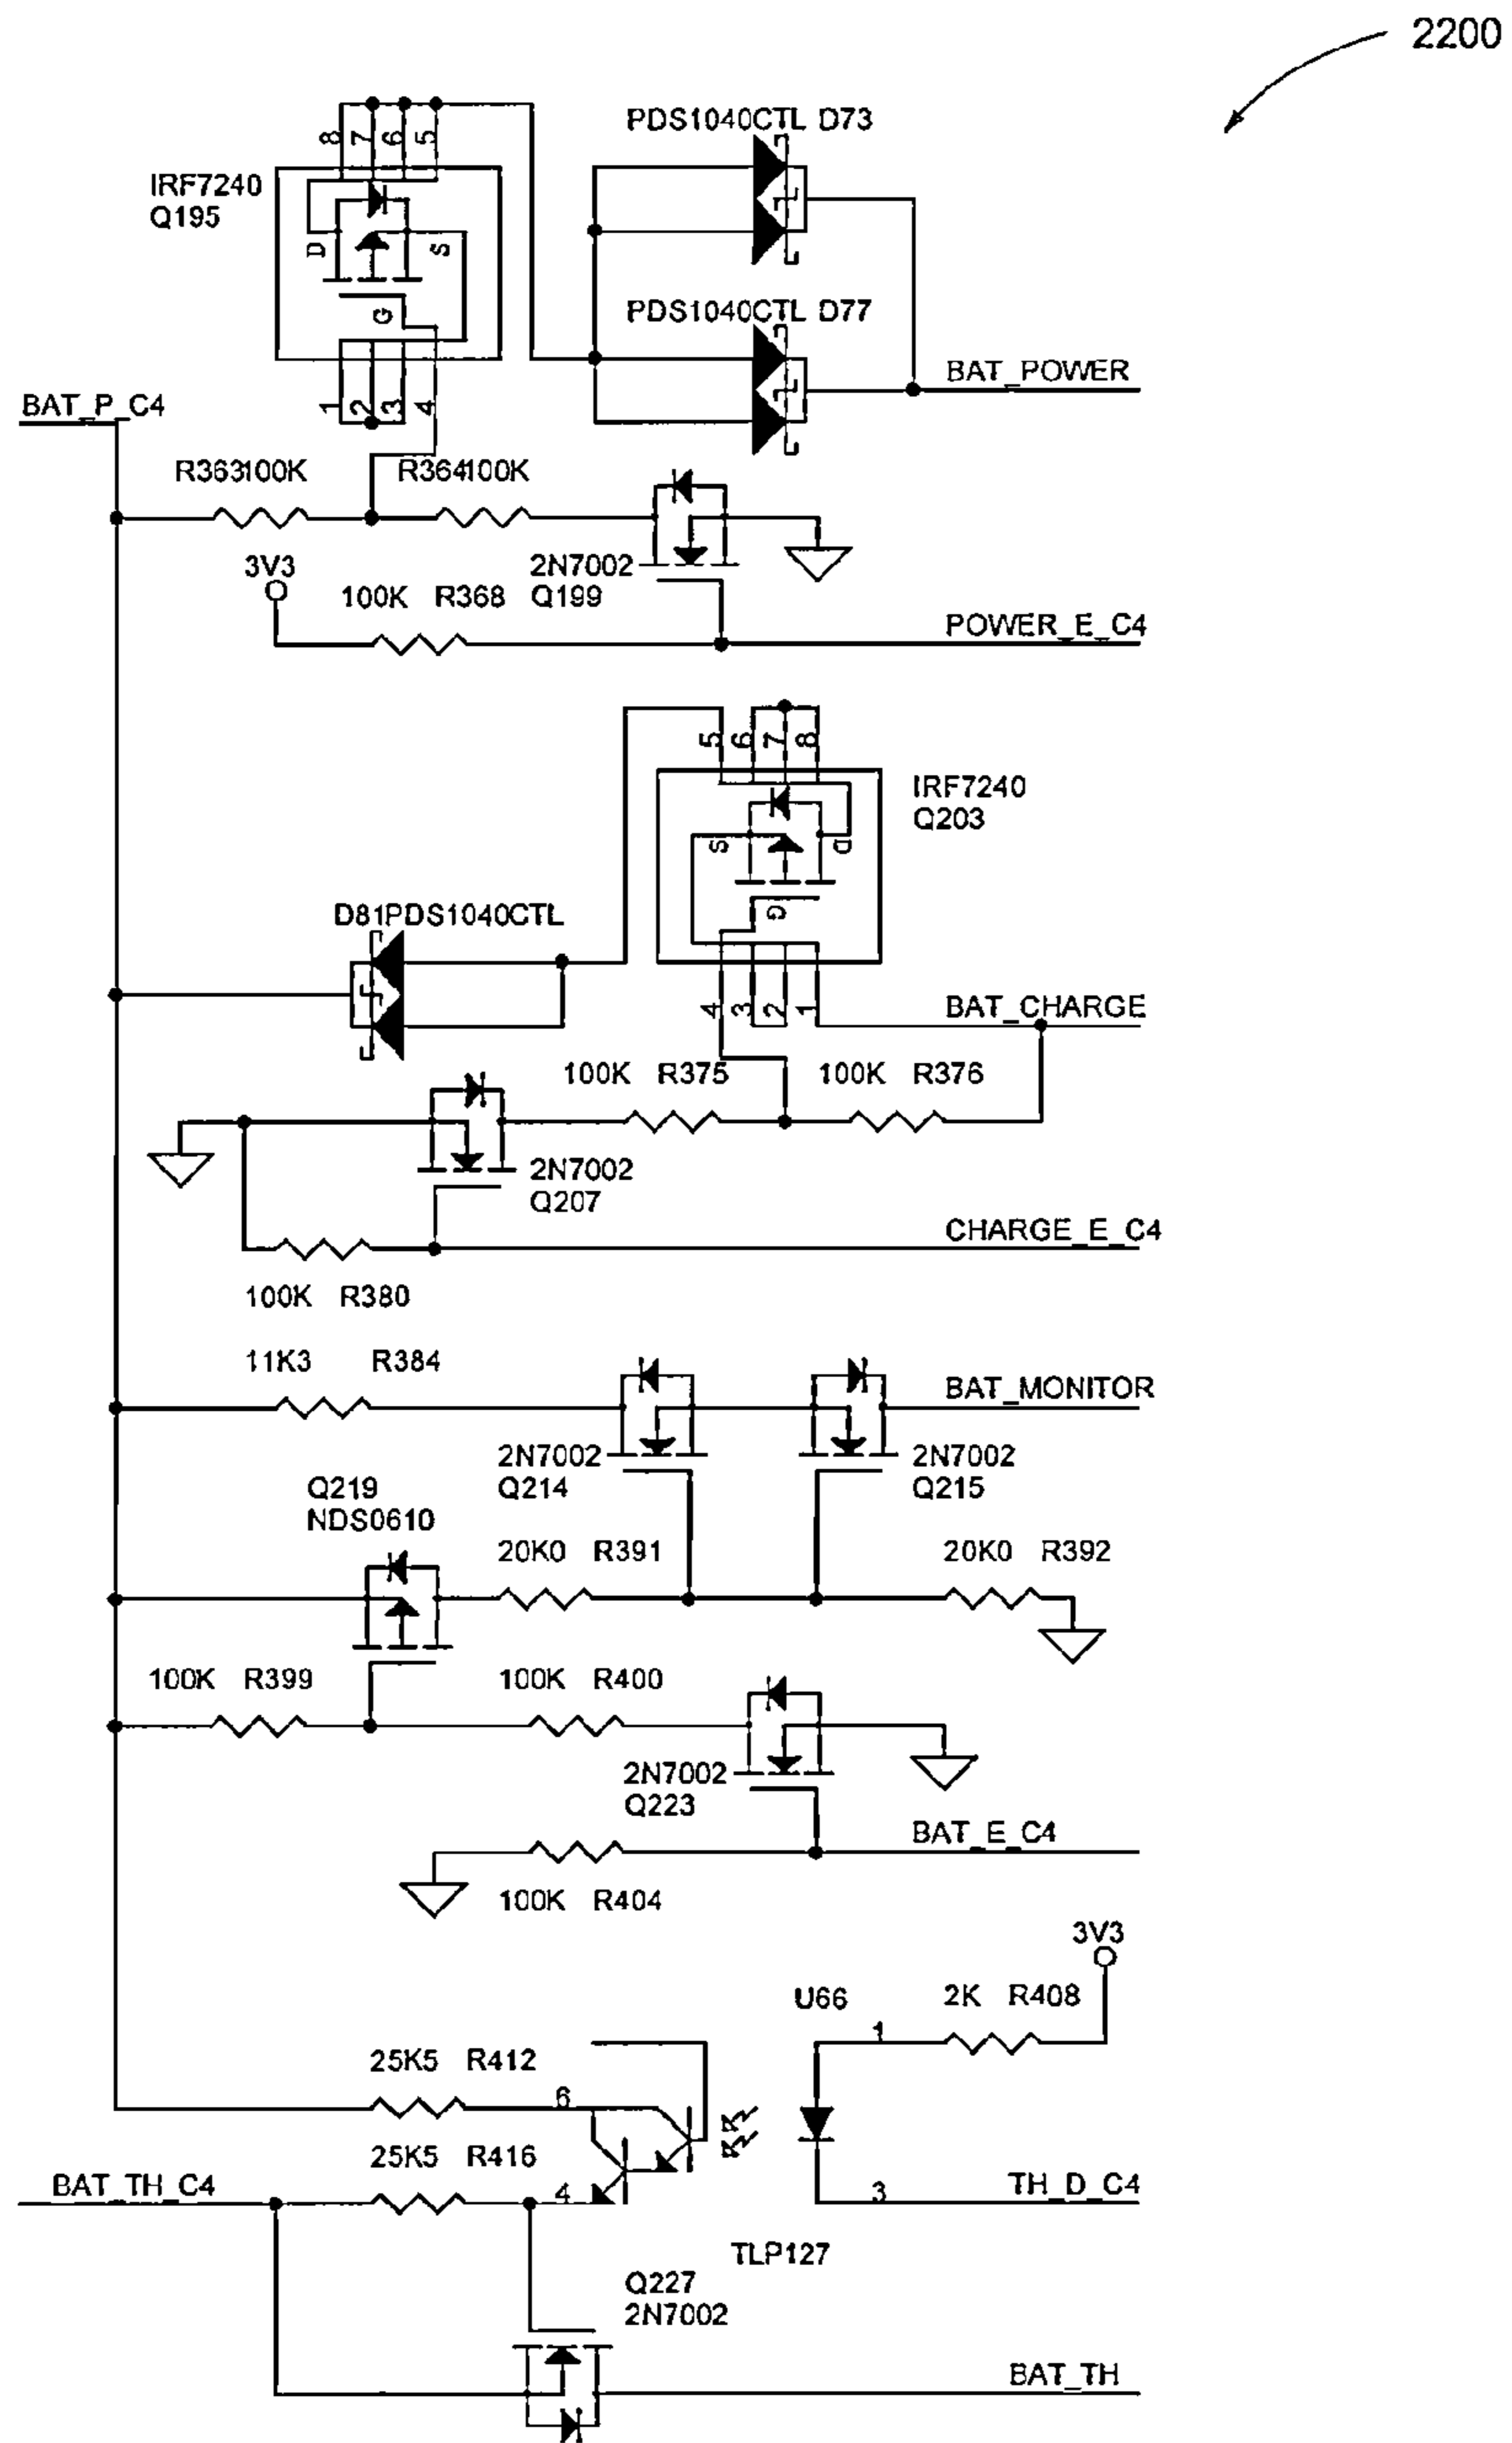 2200
PDS1040CTL D73
8 7 6 5
IRF7240
Q195
D S
G
PDS1040CTL D77
BAT_POWER
1 2 3 4
BAT_P_C4
R363100K R364100K
3V3
2N7002
Q199
100K R368
POWER_E_C4
5 6 7 8
IRF7240
Q203
S D
G
D81PDS1040CTL
4 3 2 1
BAT_CHARGE
100K R375 100K R376
2N7002
Q207
CHARGE_E_C4
100K R380
11K3 R384
BAT_MONITOR
2N7002
Q214
2N7002
Q215
Q219
NDS0610
20K0 R391 20K0 R392
100K R399 100K R400
2N7002
Q223
BAT_E_C4
100K R404
3V3
U66 2K R408
1
25K5 R412 6
25K5 R416
BAT_TH_C4 4 3 TH_D_C4
TLP127
Q227
2N7002
BAT_TH